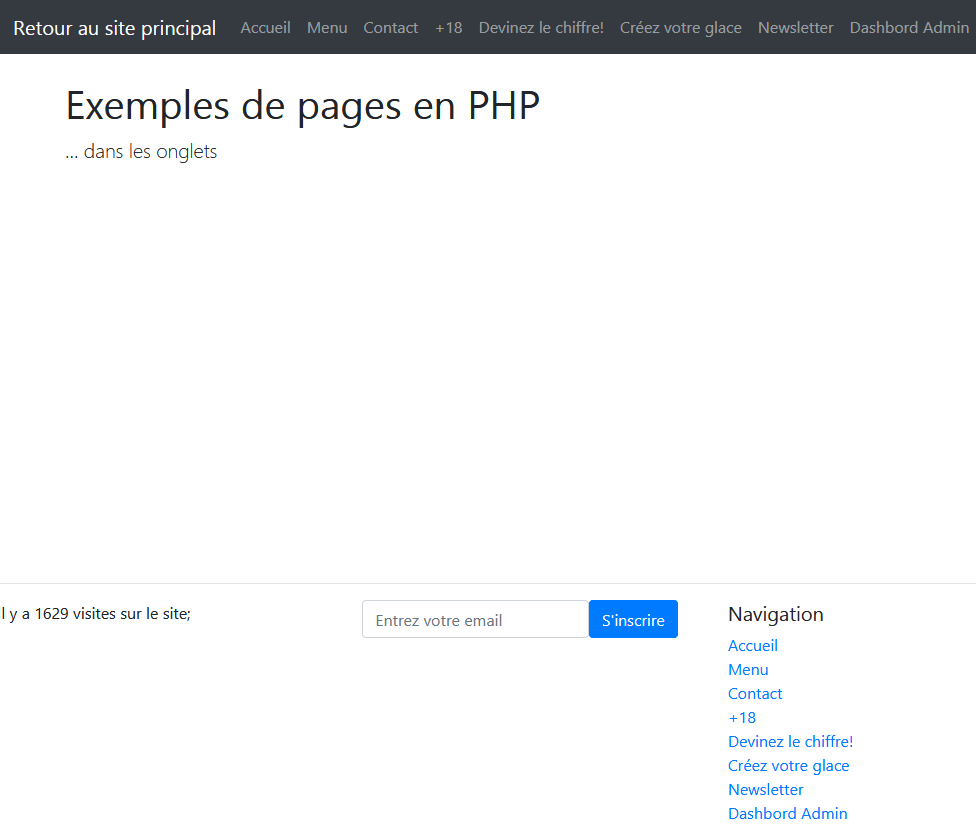 Retour au site principal Accueil Menu Contact +18 Devinez le chiffre! Créez votre glace Newsletter Dashbord Admin
Exemples de pages en PHP
... dans les onglets
l y a 1629 visites sur le site;
Entrez votre email S'inscrire
Navigation
Accueil
Menu
Contact
+18
Devinez le chiffre!
Créez votre glace
Newsletter
Dashbord Admin